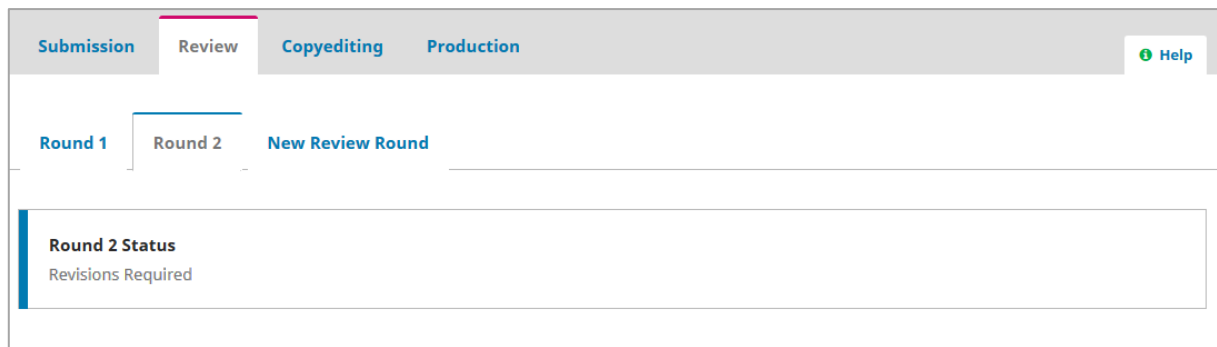 Submission Review Copyediting Production
Help
Round 1 Round 2 New Review Round
Round 2 Status
Revisions Required